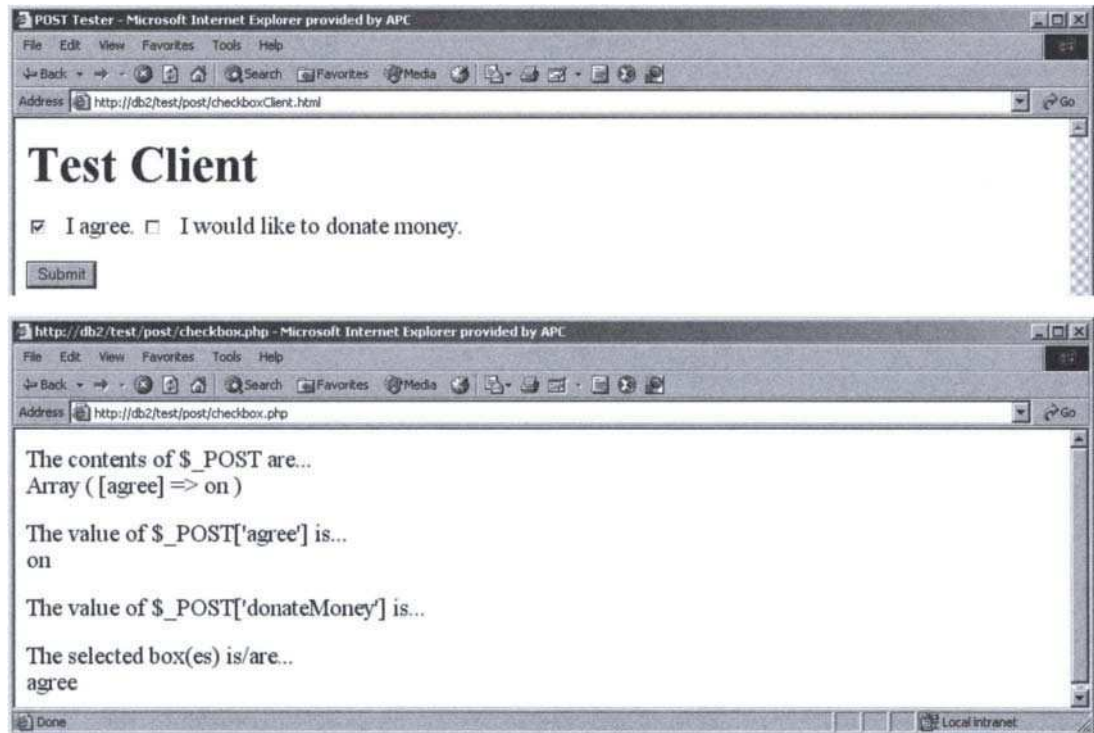 POST Tester - Microsoft Internet Explorer provided by APC
File Edit View Favorites Tools Help
Back Search Favorites Media
Address http://db2/test/post/checkboxClient.html Go
Test Client
I agree. I would like to donate money.
Submit
http://db2/test/post/checkbox.php - Microsoft Internet Explorer provided by APC
File Edit View Favorites Tools Help
Back Search Favorites Media
Address http://db2/test/post/checkbox.php Go
The contents of $_POST are...
Array ( [agree] => on )
The value of $_POST['agree'] is...
on
The value of $_POST['donateMoney'] is...
The selected box(es) is/are...
agree
Done Local intranet